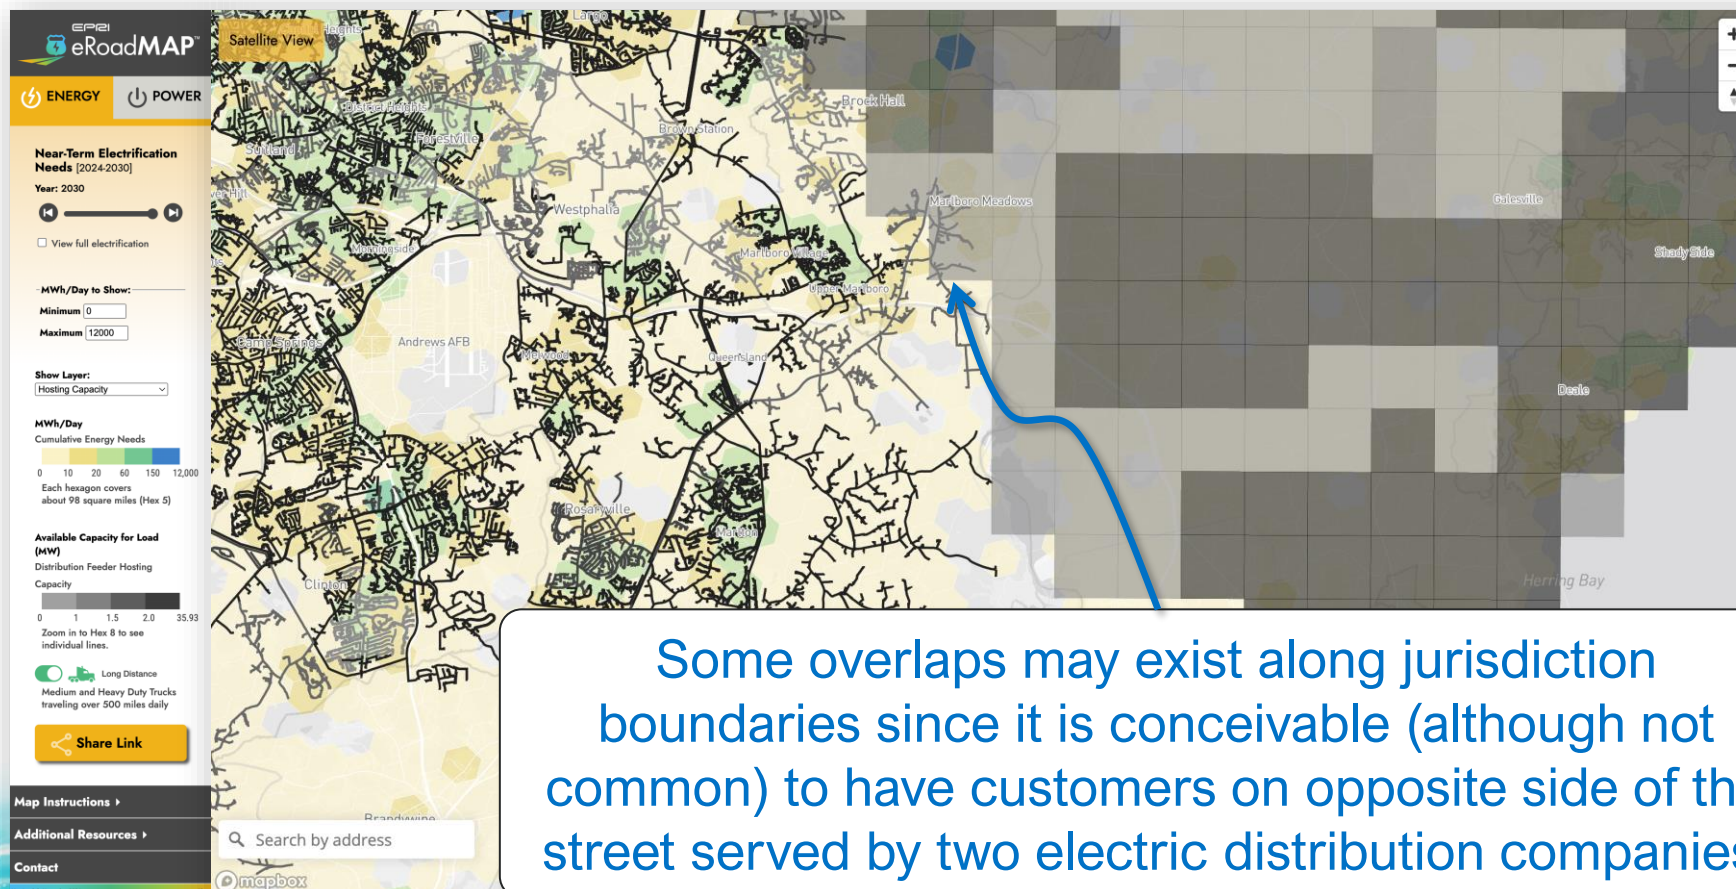 EPRI
eRoadMAP™
ENERGY
POWER
Near-Term Electrification
Needs [2024-2030]
Year: 2030
View full electrification
MWh/Day to Show:
Minimum 0
Maximum 12000
Show Layer:
Hosting Capacity
MWh/Day
Cumulative Energy Needs
0 10 20 60 150 12,000
Each hexagon covers
about 98 square miles (Hex 5)
Available Capacity for Load
(MW)
Distribution Feeder Hosting
Capacity
0 1 1.5 2.0 35.93
Zoom in to Hex 8 to see
individual lines.
Long Distance
Medium and Heavy Duty Trucks
traveling over 500 miles daily
Share Link
Map Instructions
Additional Resources
Contact
Satellite View
Heights
Largo
District Heights
Forestville
Suitland
Brown Station
Brock Hall
Westphalia
Marlboro Meadows
Morningside
Marlboro Village
Upper Marlboro
Galesville
Shady Side
Camp Springs
Andrews AFB
Melwood
Queensland
Deale
Rosaryville
Marlton
Clinton
Herring Bay
Brandywine
Search by address
mapbox
Some overlaps may exist along jurisdiction
boundaries since it is conceivable (although not
common) to have customers on opposite side of th
street served by two electric distribution companies